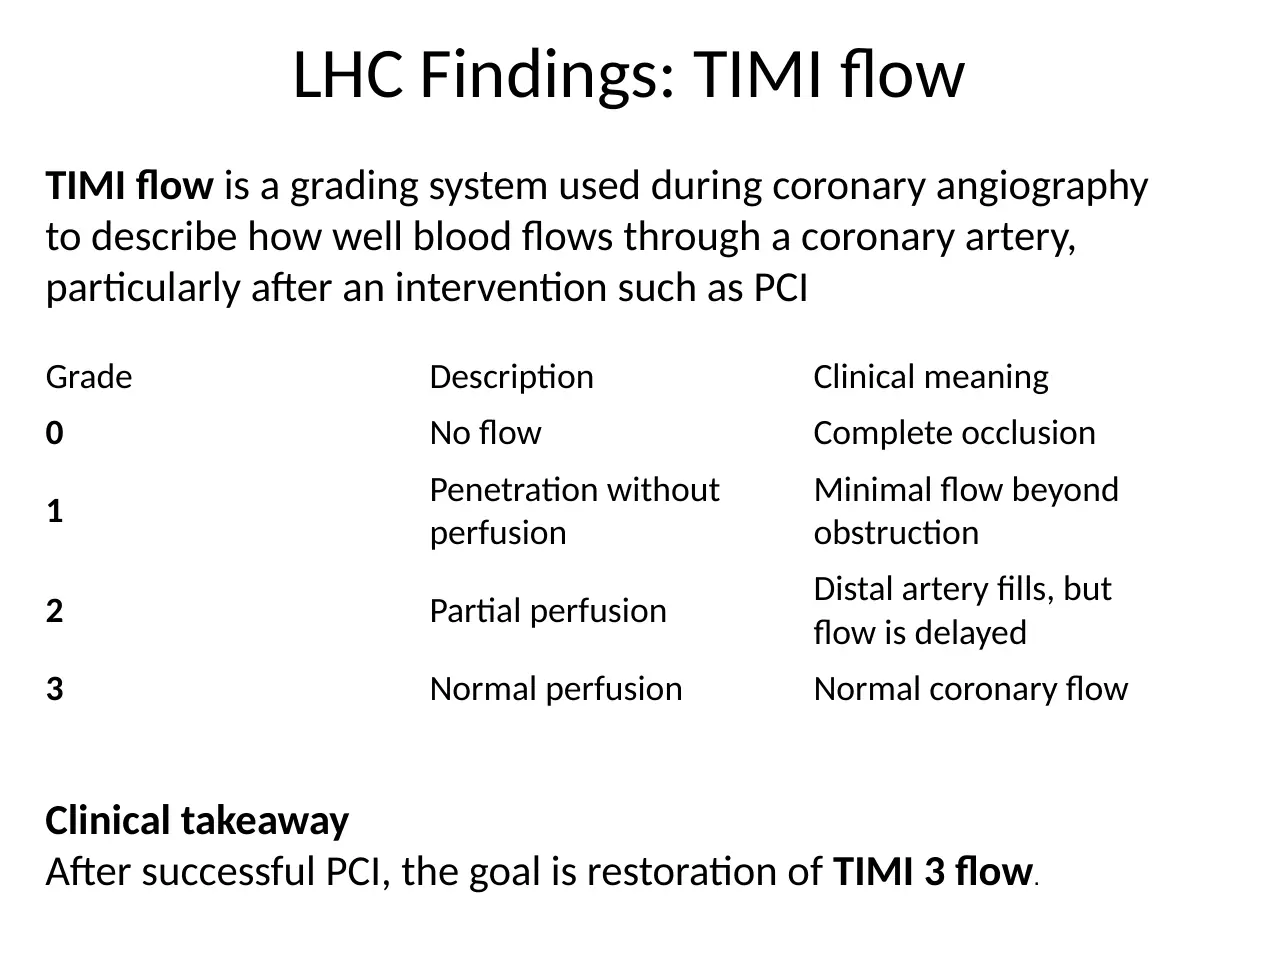 LHC Findings: TIMI flow
TIMI flow is a grading system used during coronary angiography
to describe how well blood flows through a coronary artery,
particularly after an intervention such as PCI
Grade Description Clinical meaning
0 No flow Complete occlusion
1 Penetration without perfusion Minimal flow beyond obstruction
2 Partial perfusion Distal artery fills, but flow is delayed
3 Normal perfusion Normal coronary flow
Clinical takeaway
After successful PCI, the goal is restoration of TIMI 3 flow.